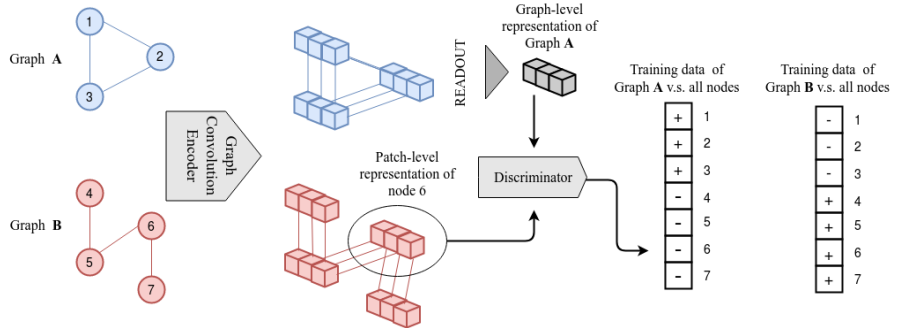 Graph A
1
2
3
Graph B
4
5
6
7
Graph
Convolution
Encoder
READOUT
Graph-level
representation of
Graph A
Patch-level
representation of
node 6
Discriminator
Training data of
Graph A v.s. all nodes
+ 1
+ 2
+ 3
- 4
- 5
- 6
- 7
Training data of
Graph B v.s. all nodes
- 1
- 2
- 3
+ 4
+ 5
+ 6
+ 7